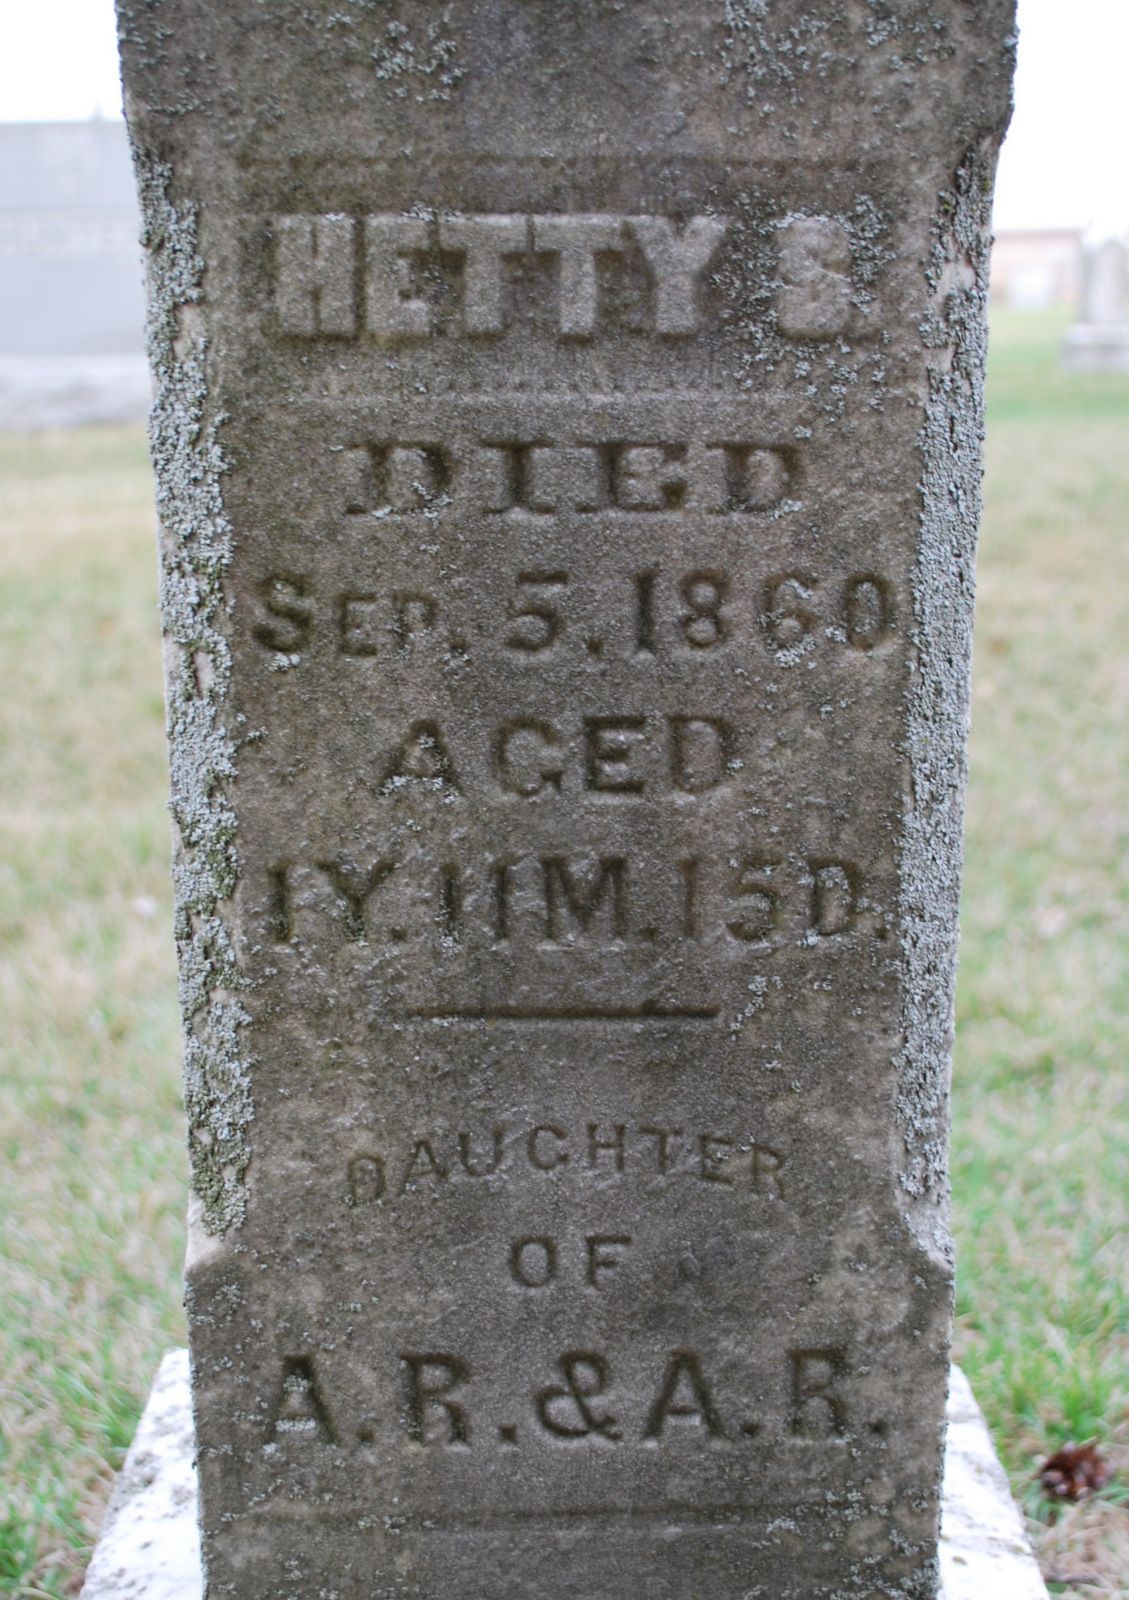 HETTY S.
DIED
SEP. 5. 1860
AGED
1Y. 11M. 15D.
DAUGHTER
OF
A. R. & A. R.